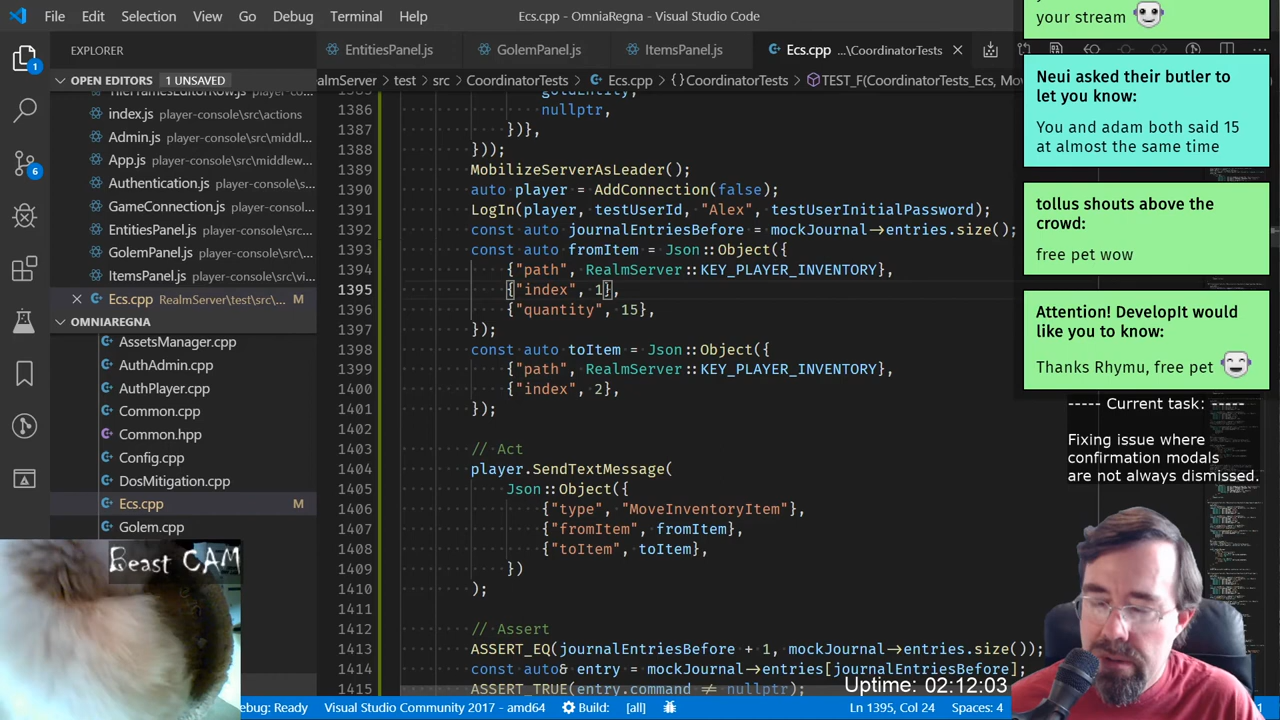 File Edit Selection View Go Debug Terminal Help
Ecs.cpp - OmniaRegna - Visual Studio Code
EXPLORER
EntitiesPanel.js GolemPanel.js ItemsPanel.js Ecs.cpp ...\CoordinatorTests
OPEN EDITORS 1 UNSAVED
ealmServer > test > src > CoordinatorTests > Ecs.cpp > {} CoordinatorTests > TEST_F(CoordinatorTests_Ecs, Mo
1
6
index.js player-console\src\actions
Admin.js player-console\src\middl...
App.js player-console\src\middlew...
Authentication.js player-console\...
GameConnection.js player-consol...
EntitiesPanel.js player-console\sr...
GolemPanel.js player-console\src...
ItemsPanel.js player-console\src\vi...
Ecs.cpp RealmServer\test\src\... M
OMNIAREGNA
AssetsManager.cpp
AuthAdmin.cpp
AuthPlayer.cpp
Common.cpp
Common.hpp
Config.cpp
DosMitigation.cpp
Ecs.cpp M
Golem.cpp
goldEntity,
1386 nullptr,
1387 })},
1388 }));
1389 MobilizeServerAsLeader();
1390 auto player = AddConnection(false);
1391 LogIn(player, testUserId, "Alex", testUserInitialPassword);
1392 const auto journalEntriesBefore = mockJournal->entries.size();
1393 const auto fromItem = Json::Object({
1394 {"path", RealmServer::KEY_PLAYER_INVENTORY},
1395 {"index", 1},
1396 {"quantity", 15},
1397 });
1398 const auto toItem = Json::Object({
1399 {"path", RealmServer::KEY_PLAYER_INVENTORY},
1400 {"index", 2},
1401 });
1402
1403 // Act
1404 player.SendTextMessage(
1405 Json::Object({
1406 {"type", "MoveInventoryItem"},
1407 {"fromItem", fromItem},
1408 {"toItem", toItem},
1409 })
1410 );
1411
1412 // Assert
1413 ASSERT_EQ(journalEntriesBefore + 1, mockJournal->entries.size());
1414 const auto& entry = mockJournal->entries[journalEntriesBefore];
1415 ASSERT_TRUE(entry.command ≠ nullptr);
your stream
Neui asked their butler to
let you know:
You and adam both said 15
at almost the same time
tollus shouts above the
crowd:
free pet wow
Attention! DevelopIt would
like you to know:
Thanks Rhymu, free pet
----- Current task: -----
Fixing issue where
confirmation modals
are not always dismissed.
Beast CAM
Uptime: 02:12:03
ebug: Ready Visual Studio Community 2017 - amd64 Build: [all] Ln 1395, Col 24 Spaces: 4